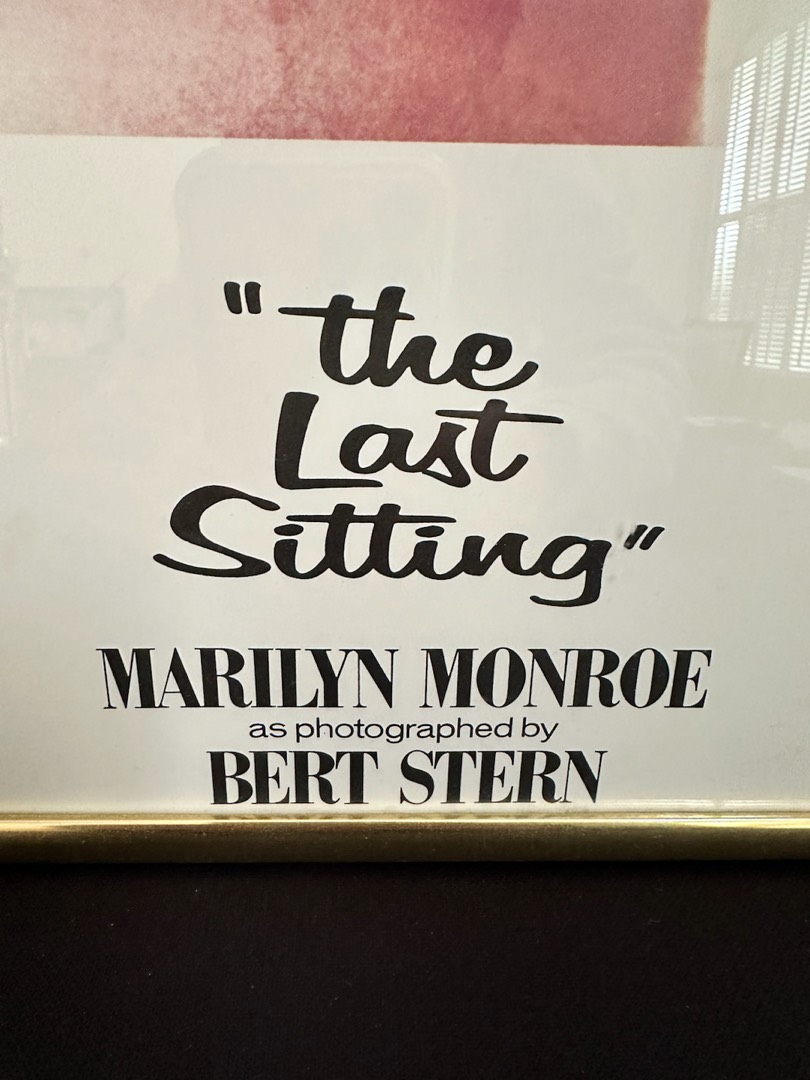 "the
Last
Sitting"
MARILYN MONROE
as photographed by
BERT STERN